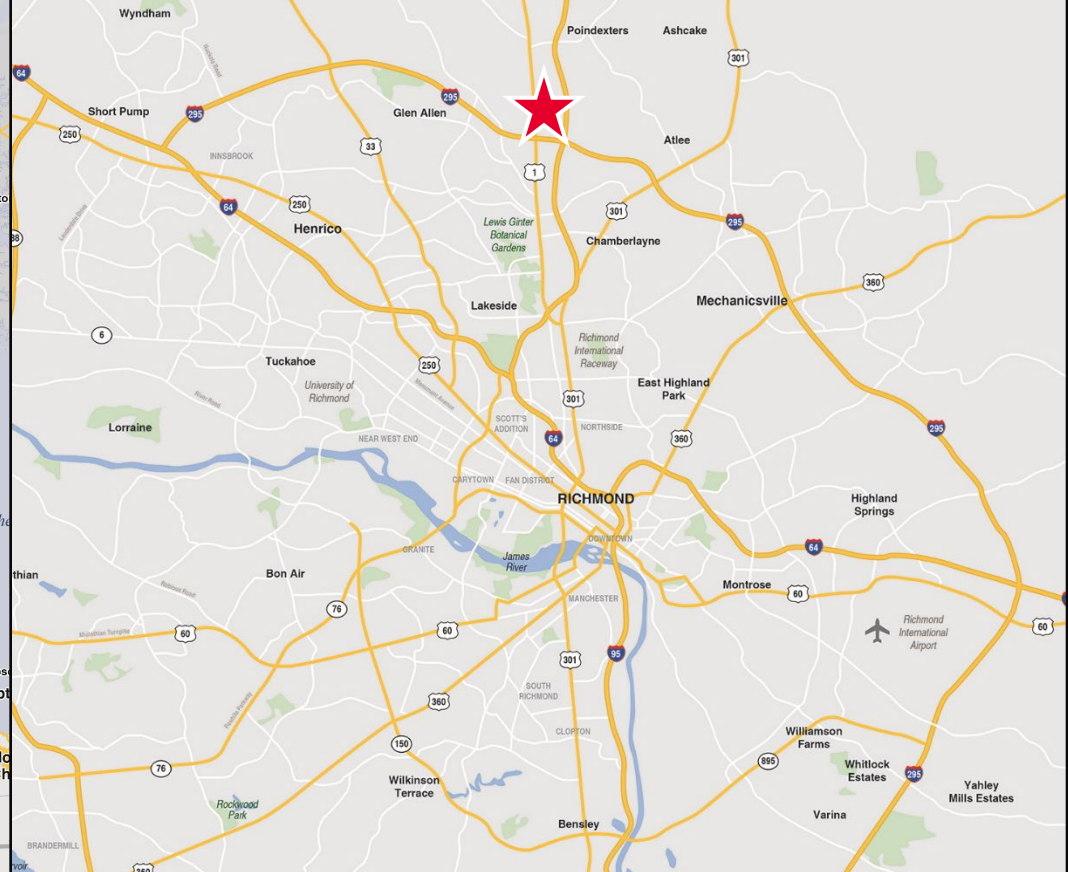 Wyndham
Poindexters
Ashcake
301
64
Short Pump
295
295
Glen Allen
250
33
Atlee
INNSBROOK
1
64
250
301
Henrico
Lewis Ginter
Botanical
Gardens
Chamberlayne
295
360
Lakeside
Mechanicsville
6
Richmond
International
Raceway
Tuckahoe
250
University of
Richmond
East Highland
Park
301
River Road
Lorraine
SCOTT'S
ADDITION
NORTHSIDE
295
NEAR WEST END
64
360
CARYTOWN
FAN DISTRICT
RICHMOND
Highland
Springs
DOWNTOWN
64
GRANITE
James
River
thian
Bon Air
Montrose
60
MANCHESTER
76
60
60
60
Richmond
International
Airport
301
95
SOUTH
RICHMOND
360
CLOPTON
Williamson
Farms
150
895
76
Whitlock
Estates
295
Wilkinson
Terrace
Yahley
Mills Estates
Rockwood
Park
Varina
Bensley
BRANDERMILL
360